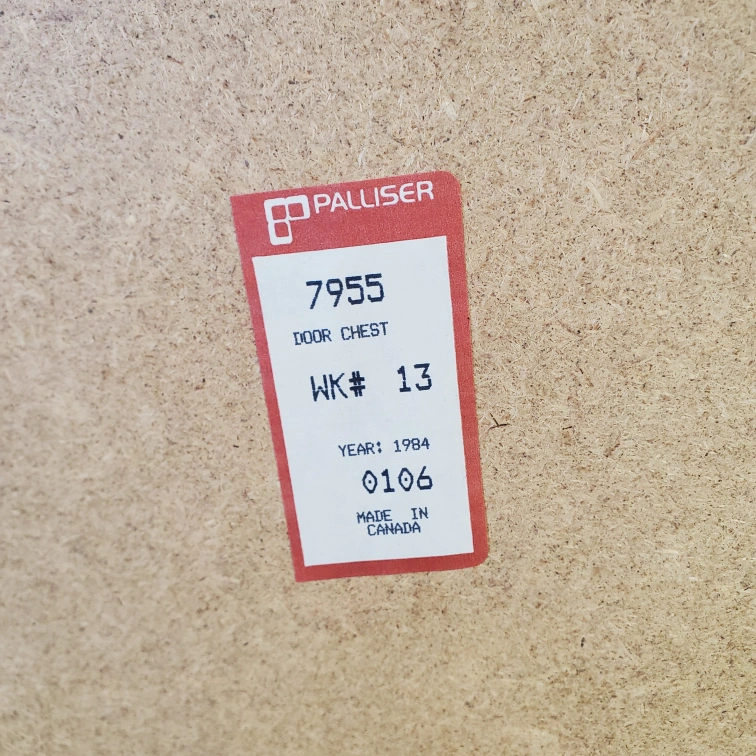 PALLISER
7955
DOOR CHEST
WK# 13
YEAR: 1984
0106
MADE IN
CANADA